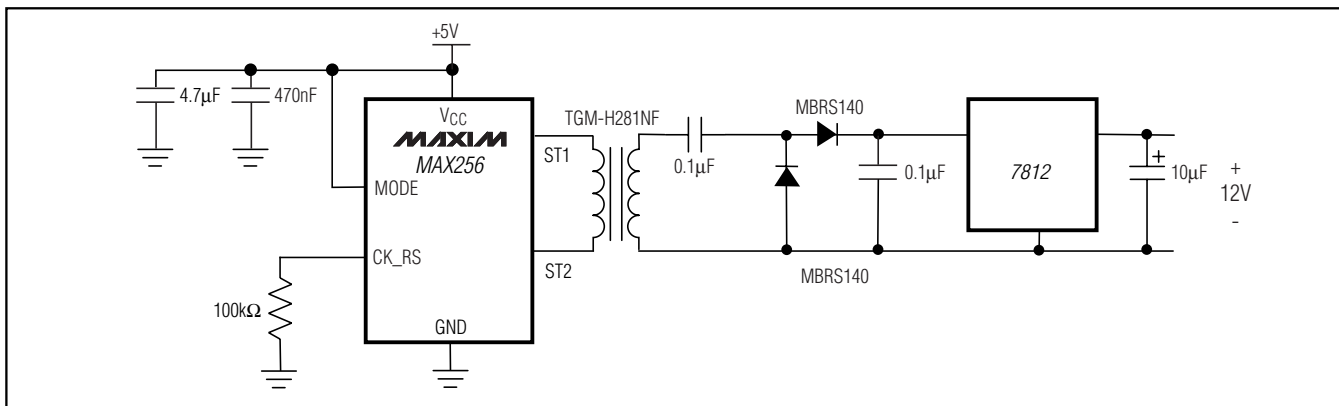 +5V
4.7µF
470nF
VCC
MAXIM
MAX256
MODE
CK_RS
GND
100kΩ
ST1
ST2
TGM-H281NF
0.1µF
MBRS140
0.1µF
MBRS140
7812
+
10µF
+
12V
-